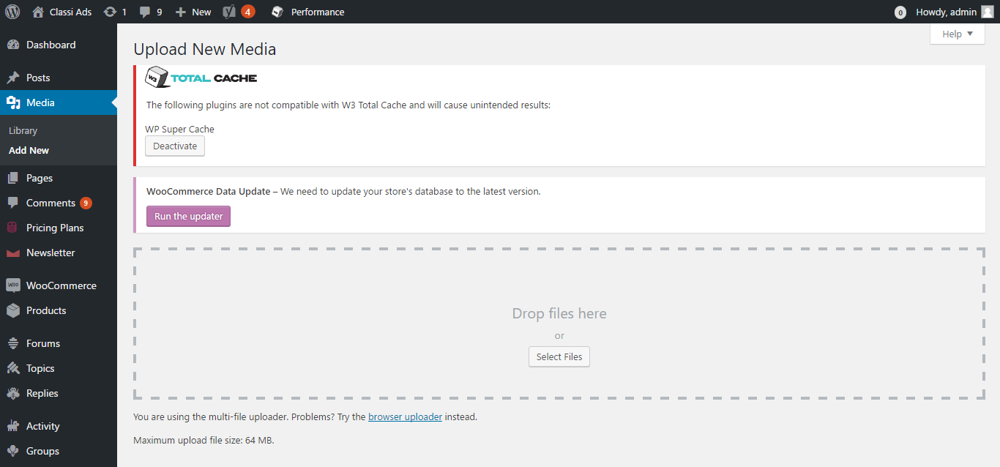 Classi Ads 1 9 New 4 Performance 0 Howdy, admin
Help
Dashboard
Posts
Media
Library
Add New
Pages
Comments 9
Pricing Plans
Newsletter
WOO WooCommerce
Products
Forums
Topics
Replies
Activity
Groups
Upload New Media
W3 TOTAL CACHE
The following plugins are not compatible with W3 Total Cache and will cause unintended results:
WP Super Cache
Deactivate
WooCommerce Data Update – We need to update your store's database to the latest version.
Run the updater
Drop files here
or
Select Files
You are using the multi-file uploader. Problems? Try the browser uploader instead.
Maximum upload file size: 64 MB.